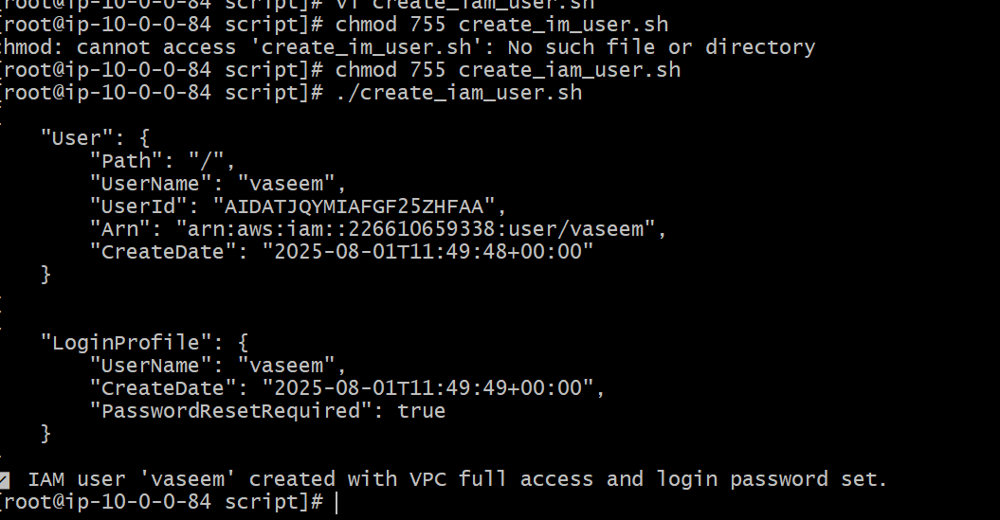 [root@ip-10-0-0-84 script]# vi create_iam_user.sh
[root@ip-10-0-0-84 script]# chmod 755 create_im_user.sh
chmod: cannot access 'create_im_user.sh': No such file or directory
[root@ip-10-0-0-84 script]# chmod 755 create_iam_user.sh
[root@ip-10-0-0-84 script]# ./create_iam_user.sh
{
"User": {
"Path": "/",
"UserName": "vaseem",
"UserId": "AIDATJQYMIAFGF25ZHFAA",
"Arn": "arn:aws:iam::226610659338:user/vaseem",
"CreateDate": "2025-08-01T11:49:48+00:00"
}
}
{
"LoginProfile": {
"UserName": "vaseem",
"CreateDate": "2025-08-01T11:49:49+00:00",
"PasswordResetRequired": true
}
}
✅ IAM user 'vaseem' created with VPC full access and login password set.
[root@ip-10-0-0-84 script]#